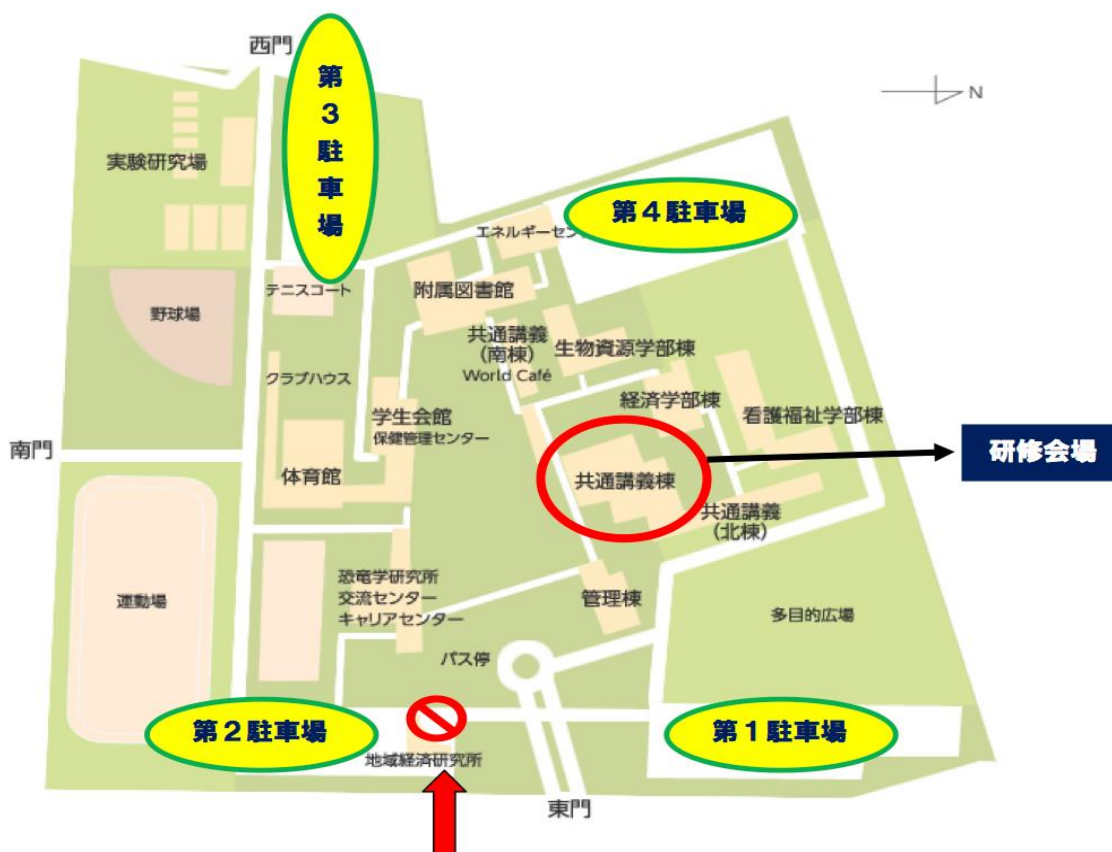 西門
第3駐車場
N
実験研究場
第4駐車場
エネルギーセン
テニスコート
附属図書館
野球場
共通講義
(南棟)
World Café
生物資源学部棟
クラブハウス
経済学部棟
学生会館
保健管理センター
看護福祉学部棟
南門
体育館
研修会場
共通講義棟
共通講義
(北棟)
恐竜学研究所
交流センター
キャリアセンター
管理棟
運動場
多目的広場
バス停
第2駐車場
第1駐車場
地域経済研究所
東門